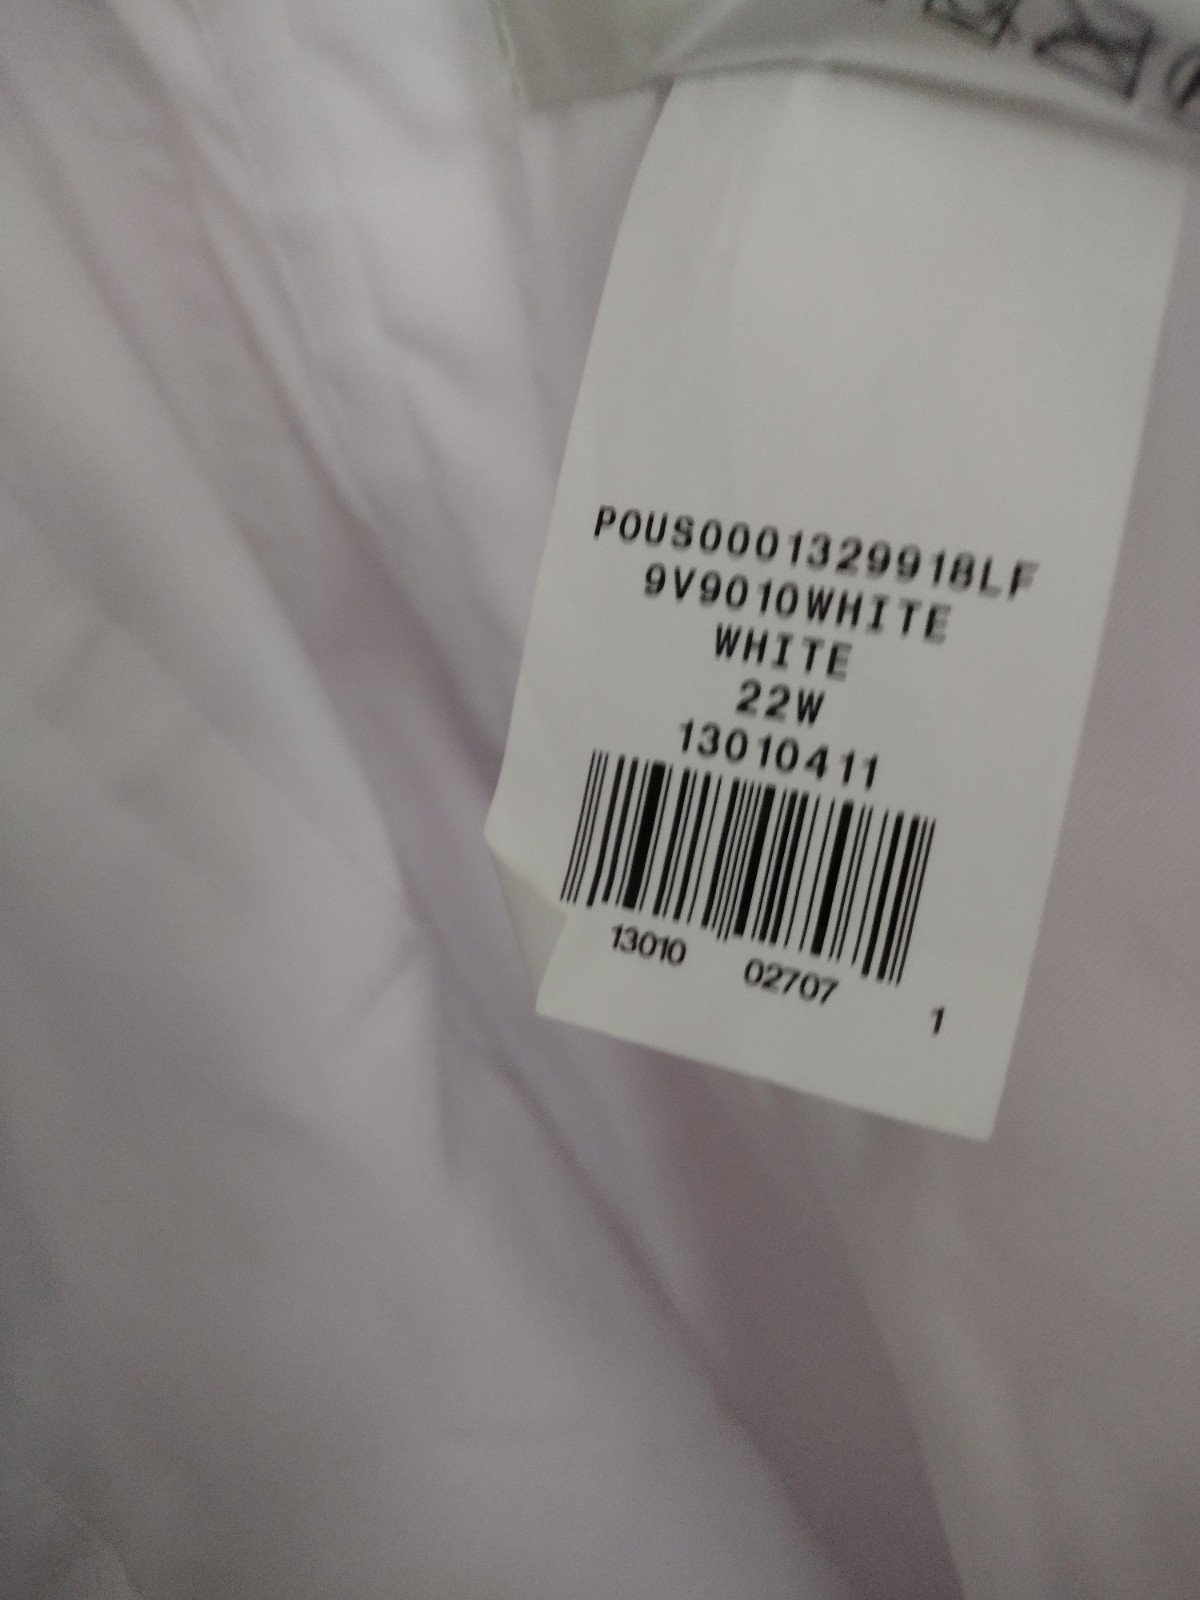 POUS0001329918LF
9V9010WHITE
WHITE
22W
13010411
13010 02707 1